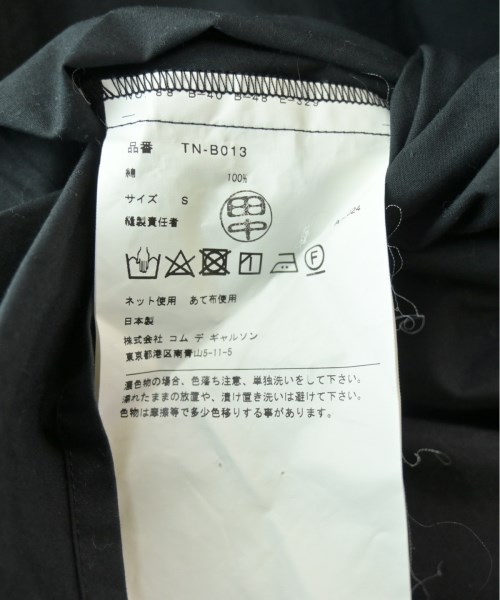 品番 TN-B013
綿 100%
サイズ S
縫製責任者 田中
F
ネット使用 あて布使用
日本製
株式会社 コム デ ギャルソン
東京都港区南青山5-11-5
濃色物の場合、色落ち注意、単独洗いをして下さい。
濡れたままの放置や、漬け置き洗いは避けて下さい。
色物は摩擦等で多少色移りする事があります。